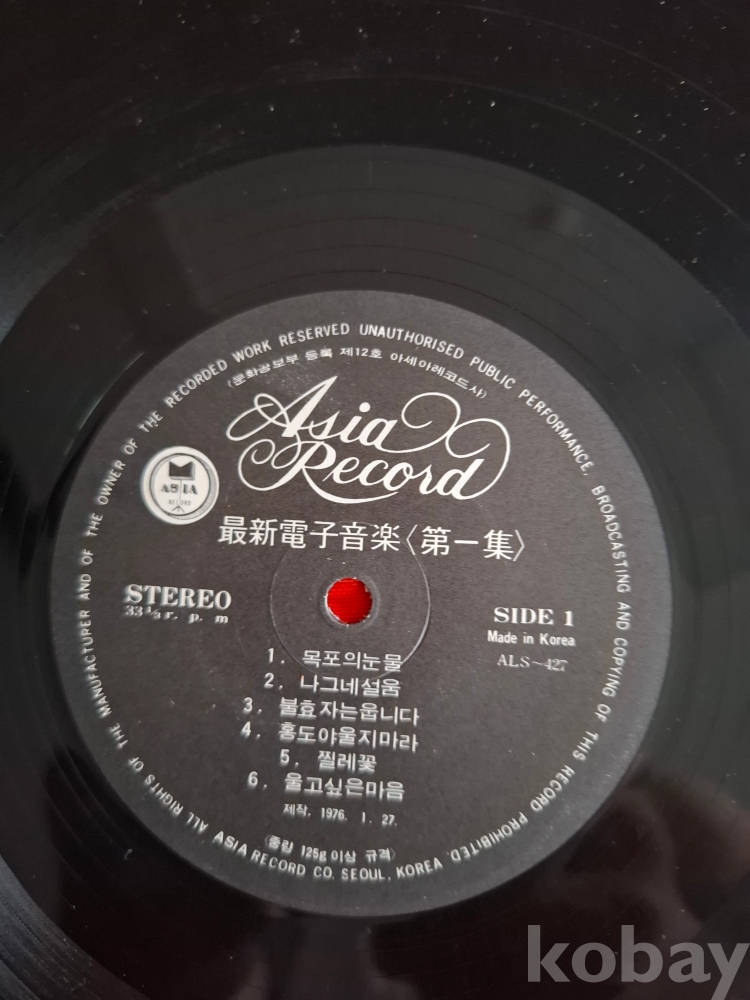 ALL RIGHTS OF THE MANUFACTURER AND OF THE OWNER OF THE RECORDED WORK RESERVED UNAUTHORISED PUBLIC PERFORMANCE, BROADCASTING AND COPYING OF THIS RECORD PROHIBITED.
(문화공보부 등록 제12호 아세아레코드사)
Asia
Record
ASIA
RECORD
最新電子音楽〈第一集〉
STEREO
33 1/3 r. p. m
SIDE 1
Made in Korea
ALS~427
1. 목포의눈물
2. 나그네설움
3. 불효자는웁니다
4. 홍도야울지마라
5. 찔레꽃
6. 울고싶은마음
제작, 1976. 1. 27.
(중량 125g 이상 규격)
ASIA RECORD CO. SEOUL, KOREA
kobay